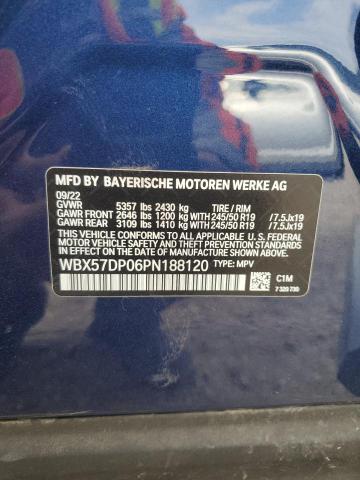 MFD BY BAYERISCHE MOTOREN WERKE AG
09/22
GVWR 5357 lbs 2430 kg TIRE / RIM
GAWR FRONT 2646 lbs 1200 kg WITH 245/50 R19 /7.5Jx19
GAWR REAR 3109 lbs 1410 kg WITH 245/50 R19 /7.5Jx19
THIS VEHICLE CONFORMS TO ALL APPLICABLE
FEDERAL MOTOR VEHICLE SAFETY STANDARDS IN
EFFECT ON THE DATE OF MANUFACTURE SHOWN ABOVE.
WBX57DP06PN188120 TYPE: MPV
C1M
7 320 730